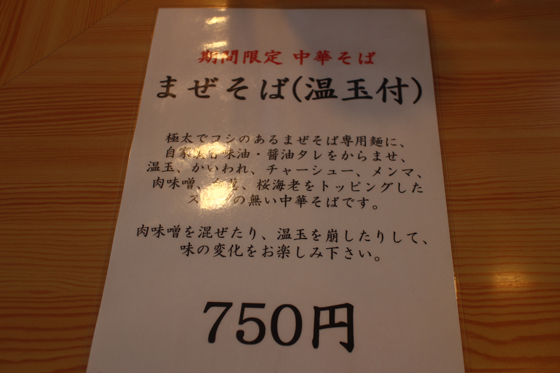 期間限定 中華そば
まぜそば(温玉付)
極太でコシのあるまぜそば専用麺に、
自家 味油・醤油タレをからませ、
温玉、かいわれ、チャーシュー、メンマ、
肉味噌、 、桜海老をトッピングした
ス の無い中華そばです。
肉味噌を混ぜたり、温玉を崩したりして、
味の変化をお楽しみ下さい。
750円